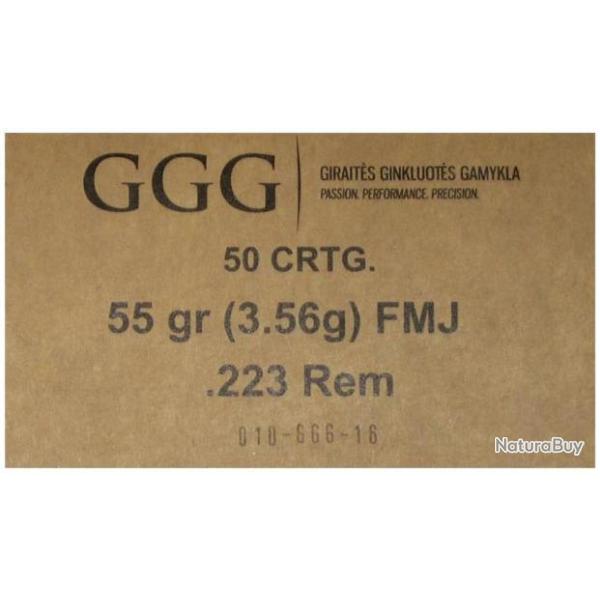 GGG
GIRAITĖS GINKLUOTĖS GAMYKLA
PASSION. PERFORMANCE. PRECISION.
50 CRTG.
55 gr (3.56g) FMJ
.223 Rem
010-666-16
NaturaBuy